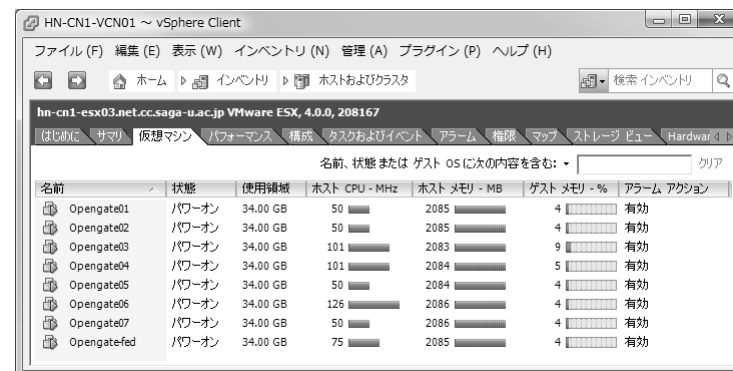 HN-CN1-VCN01 ~ vSphere Client
ファイル (F) 編集 (E) 表示 (W) インベントリ (N) 管理 (A) プラグイン (P) ヘルプ (H)
ホーム インベントリ ホストおよびクラスタ 検索 インベントリ
hn-cn1-esx03.net.cc.saga-u.ac.jp VMware ESX, 4.0.0, 208167
はじめに サマリ 仮想マシン パフォーマンス 構成 タスクおよびイベント アラーム 権限 マップ ストレージ ビュー Hardwar
名前、状態 または ゲスト OS に次の内容を含む: クリア
名前 状態 使用領域 ホスト CPU - MHz ホスト メモリ - MB ゲスト メモリ - % アラーム アクション
Opengate01 パワーオン 34.00 GB 50 2085 4 有効
Opengate02 パワーオン 34.00 GB 50 2085 4 有効
Opengate03 パワーオン 34.00 GB 101 2083 9 有効
Opengate04 パワーオン 34.00 GB 101 2084 5 有効
Opengate05 パワーオン 34.00 GB 50 2084 4 有効
Opengate06 パワーオン 34.00 GB 126 2086 4 有効
Opengate07 パワーオン 34.00 GB 50 2086 4 有効
Opengate-fed パワーオン 34.00 GB 75 2085 4 有効